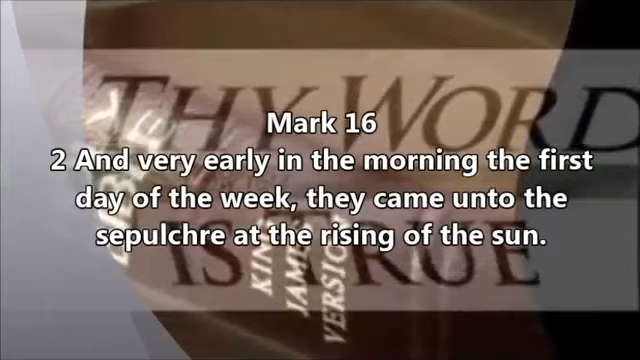 THY WORD
IS TRUE
Mark 16
2 And very early in the morning the first
day of the week, they came unto the
sepulchre at the rising of the sun.
KING
JAMES
VERSION